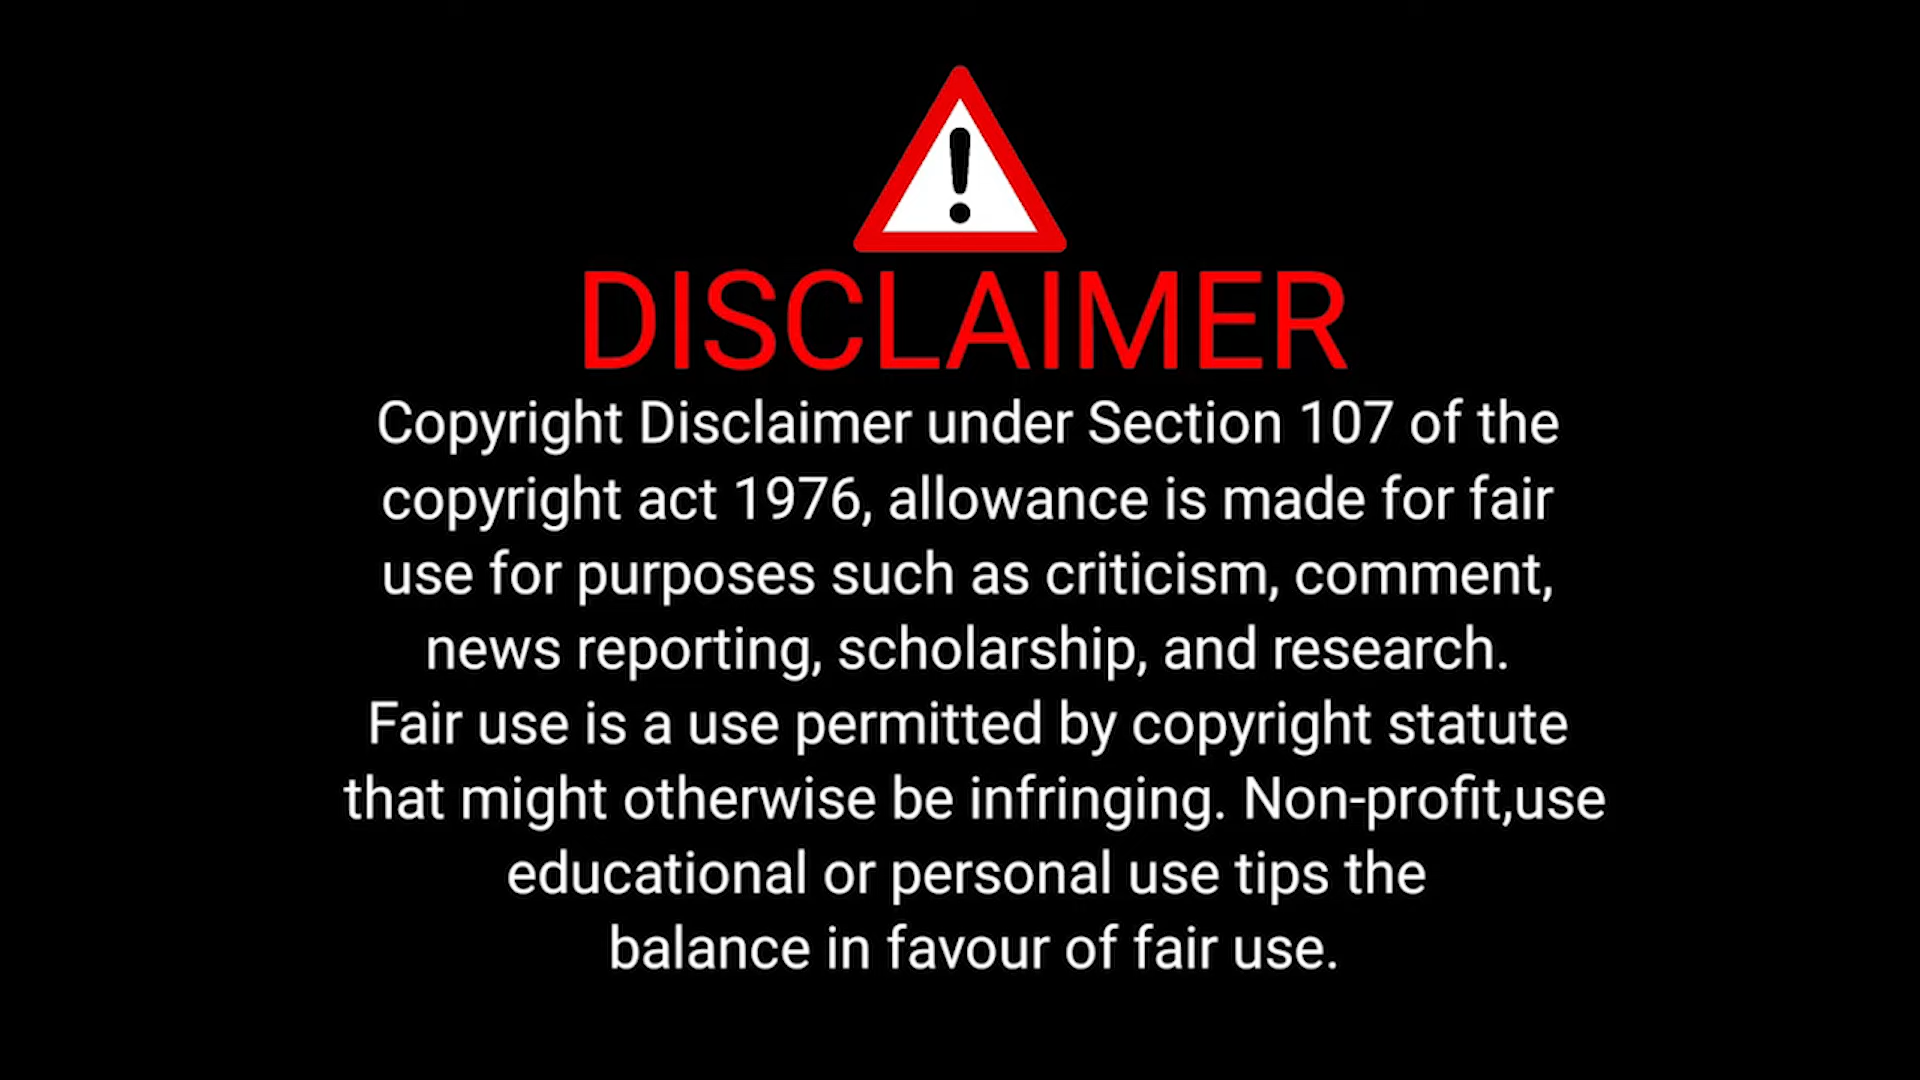 DISCLAIMER
Copyright Disclaimer under Section 107 of the
copyright act 1976, allowance is made for fair
use for purposes such as criticism, comment,
news reporting, scholarship, and research.
Fair use is a use permitted by copyright statute
that might otherwise be infringing. Non-profit,use
educational or personal use tips the
balance in favour of fair use.